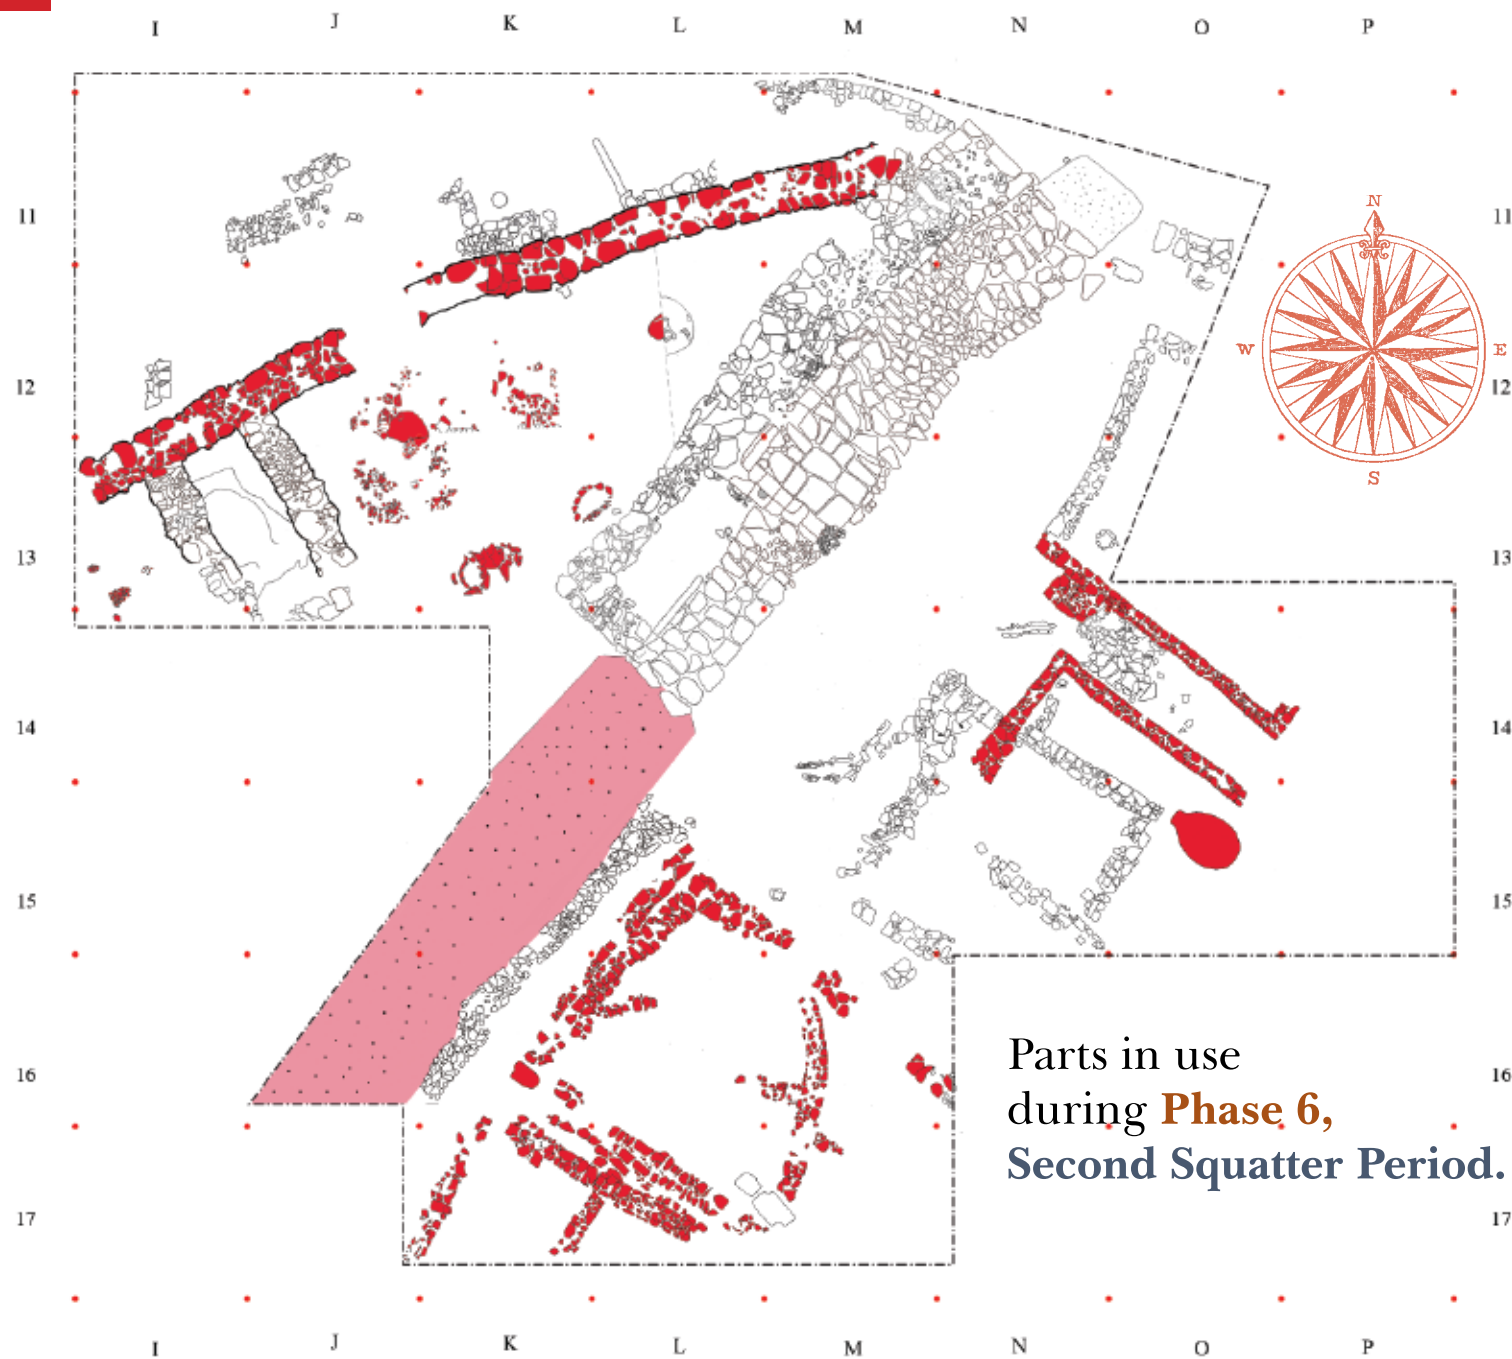 I J K L M N O P
11 11
N
W E
12 12
S
13 13
14 14
15 15
Parts in use
16 16
during Phase 6,
Second Squatter Period.
17 17
I J K L M N O P